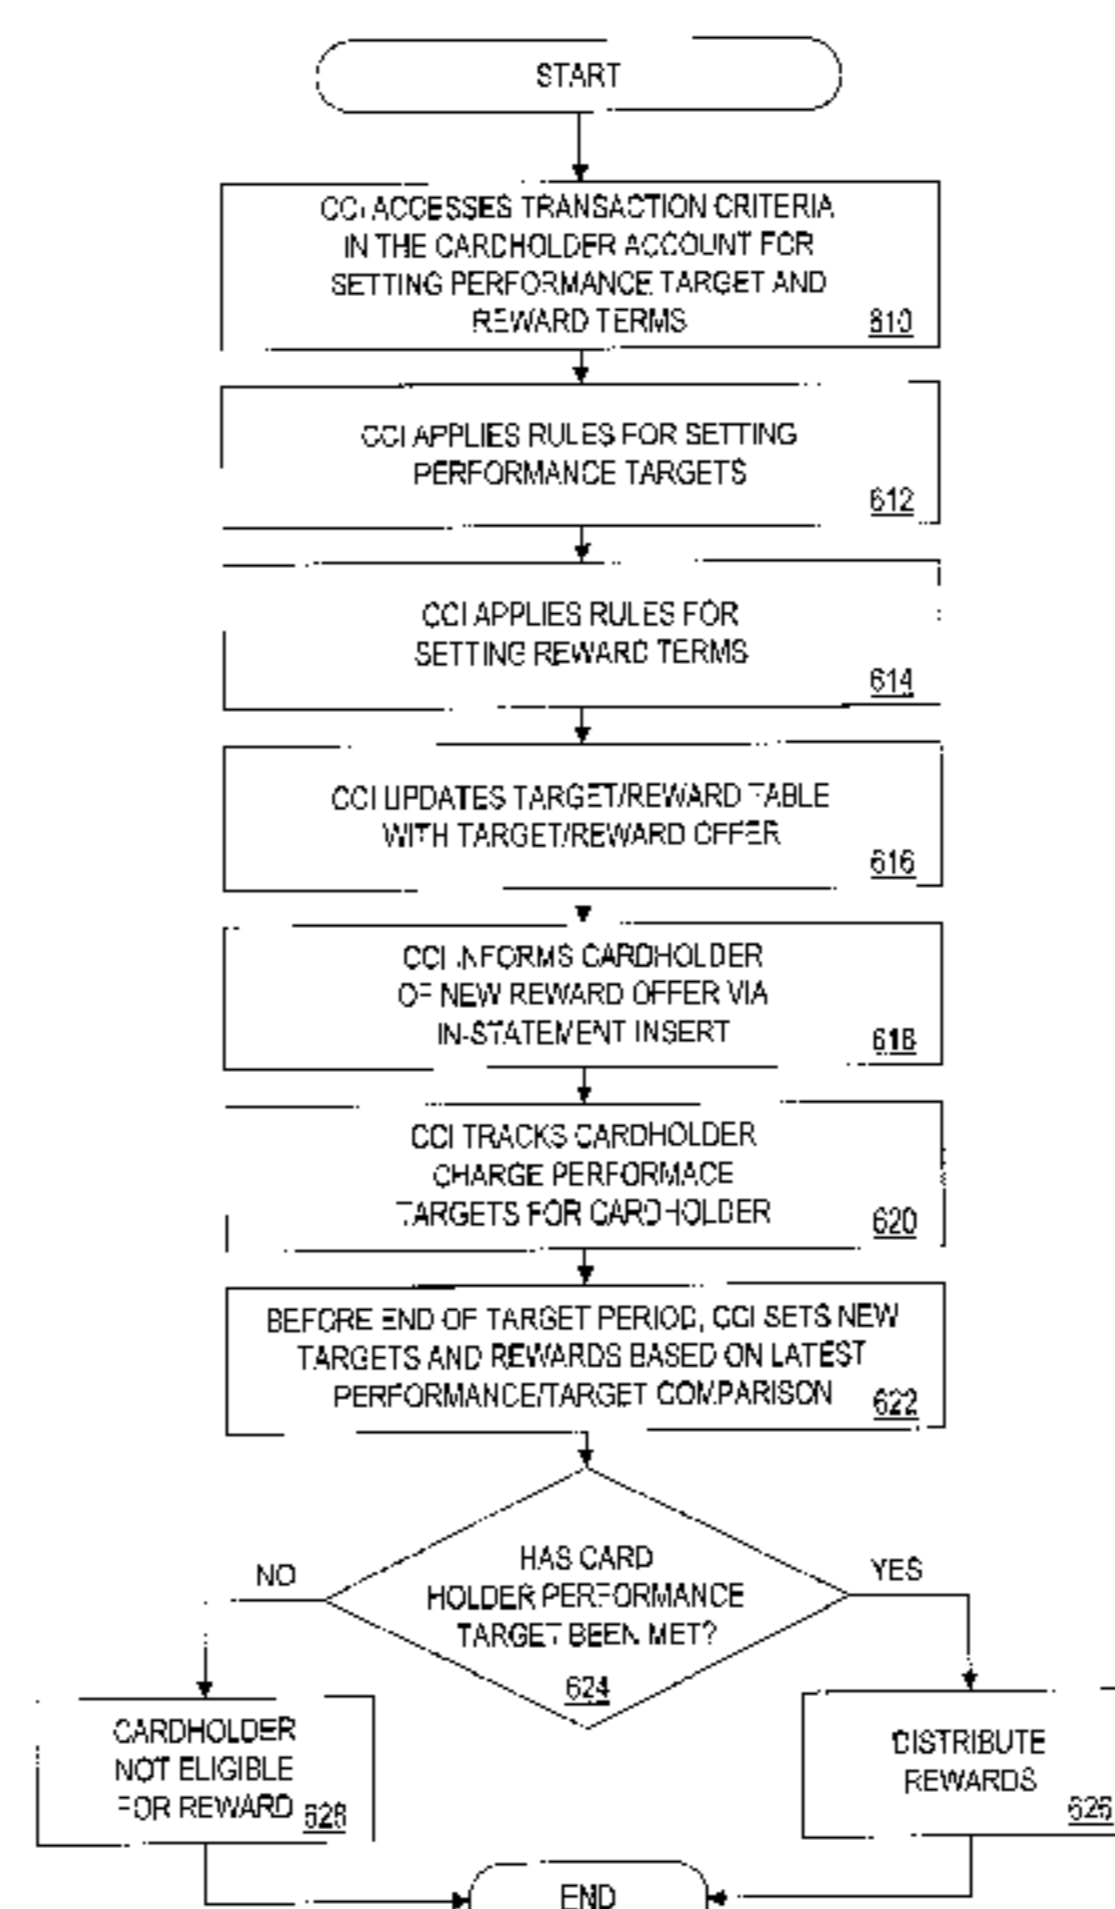 START
CCI ACCESSES TRANSACTION CRITERIA
IN THE CARDHOLDER ACCOUNT FOR
SETTING PERFORMANCE TARGET AND
REWARD TERMS
610
CCI APPLIES RULES FOR SETTING
PERFORMANCE TARGETS
612
CCI APPLIES RULES FOR
SETTING REWARD TERMS
614
CCI UPDATES TARGET/REWARD TABLE
WITH TARGET/REWARD OFFER
616
CCI INFORMS CARDHOLDER
OF NEW REWARD OFFER VIA
IN-STATEMENT INSERT
618
CCI TRACKS CARDHOLDER
CHARGE PERFORMACE
TARGETS FOR CARDHOLDER
620
BEFORE END OF TARGET PERIOD, CCI SETS NEW
TARGETS AND REWARDS BASED ON LATEST
PERFORMANCE/TARGET COMPARISON
622
HAS CARD
HOLDER PERFORMANCE
TARGET BEEN MET?
624
NO
YES
CARDHOLDER
NOT ELIGIBLE
FOR REWARD
628
DISTRIBUTE
REWARDS
626
END